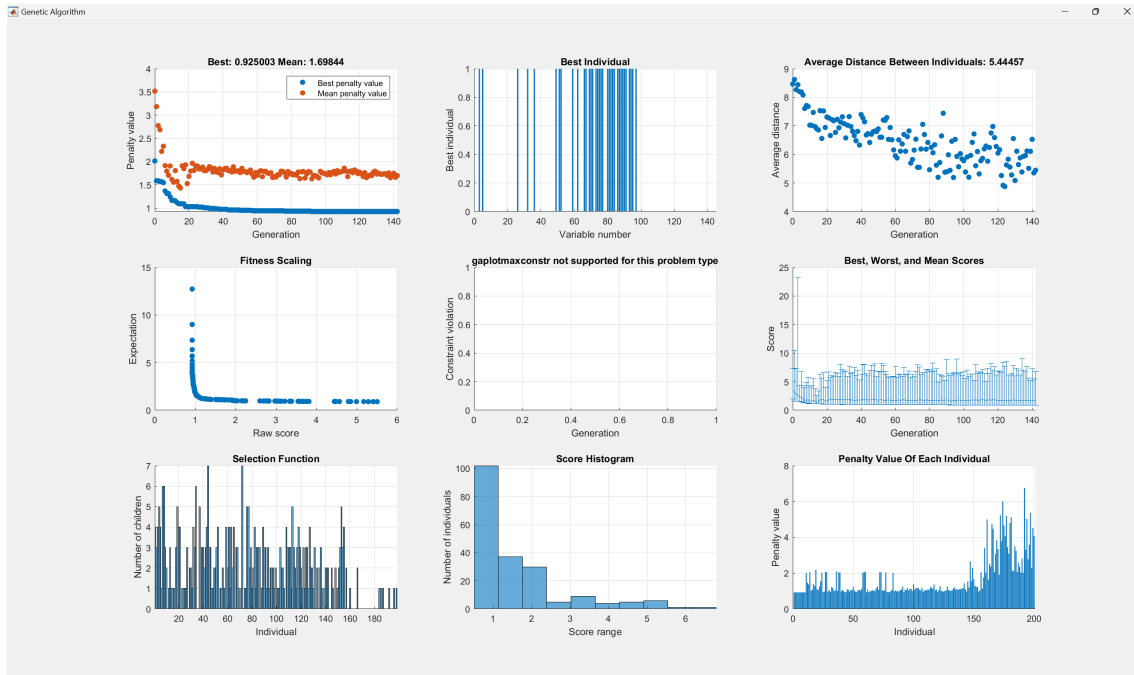 Genetic Algorithm
Best: 0.925003 Mean: 1.69844
4
3.5
3
2.5
2
1.5
1
Penalty value
Best penalty value
Mean penalty value
0 20 40 60 80 100 120 140
Generation
Best Individual
1
0.8
0.6
0.4
0.2
0
Best individual
0 20 40 60 80 100 120 140
Variable number
Average Distance Between Individuals: 5.44457
9
8
7
6
5
4
Average distance
0 20 40 60 80 100 120 140
Generation
Fitness Scaling
15
10
5
0
Expectation
0 1 2 3 4 5 6
Raw score
gaplotmaxconstr not supported for this problem type
1
0.8
0.6
0.4
0.2
0
Constraint violation
0 0.2 0.4 0.6 0.8 1
Generation
Best, Worst, and Mean Scores
25
20
15
10
5
0
Score
0 20 40 60 80 100 120 140
Generation
Selection Function
7
6
5
4
3
2
1
0
Number of children
20 40 60 80 100 120 140 160 180
Individual
Score Histogram
100
80
60
40
20
0
Number of individuals
1 2 3 4 5 6
Score range
Penalty Value Of Each Individual
8
6
4
2
0
Penalty value
0 50 100 150 200
Individual